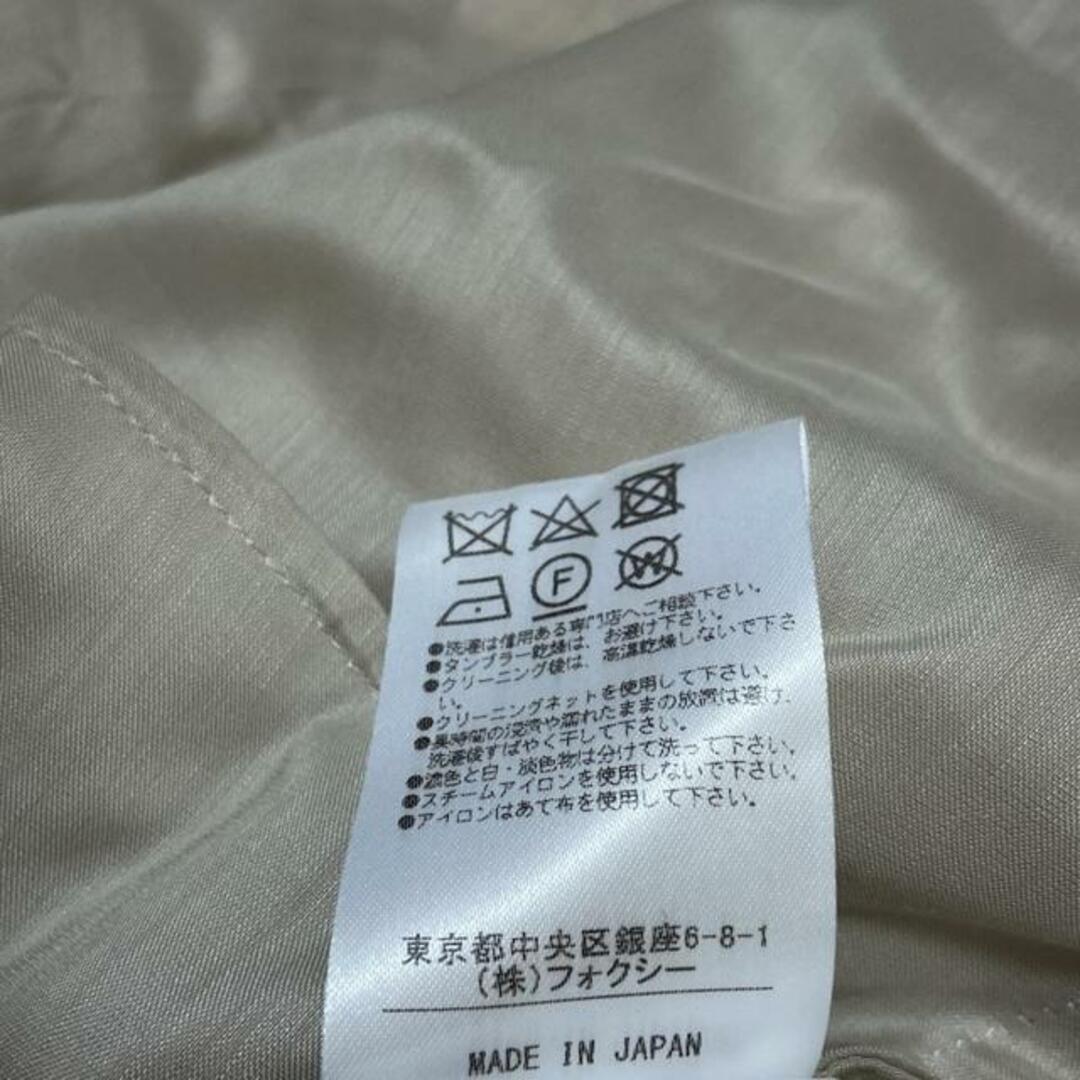 F
W
●洗濯は信用ある専門店へご相談下さい。
●タンブラー乾燥は、お避け下さい。
●クリーニング後は、高温乾燥しないで下さ
い。
●クリーニングネットを使用して下さい。
●長時間の浸漬や濡れたままの放置は避け、
洗濯後すばやく干して下さい。
●濃色と白・淡色物は分けて洗って下さい。
●スチームアイロンを使用しないで下さい。
●アイロンはあて布を使用して下さい。
東京都中央区銀座6-8-1
(株)フォクシー
MADE IN JAPAN